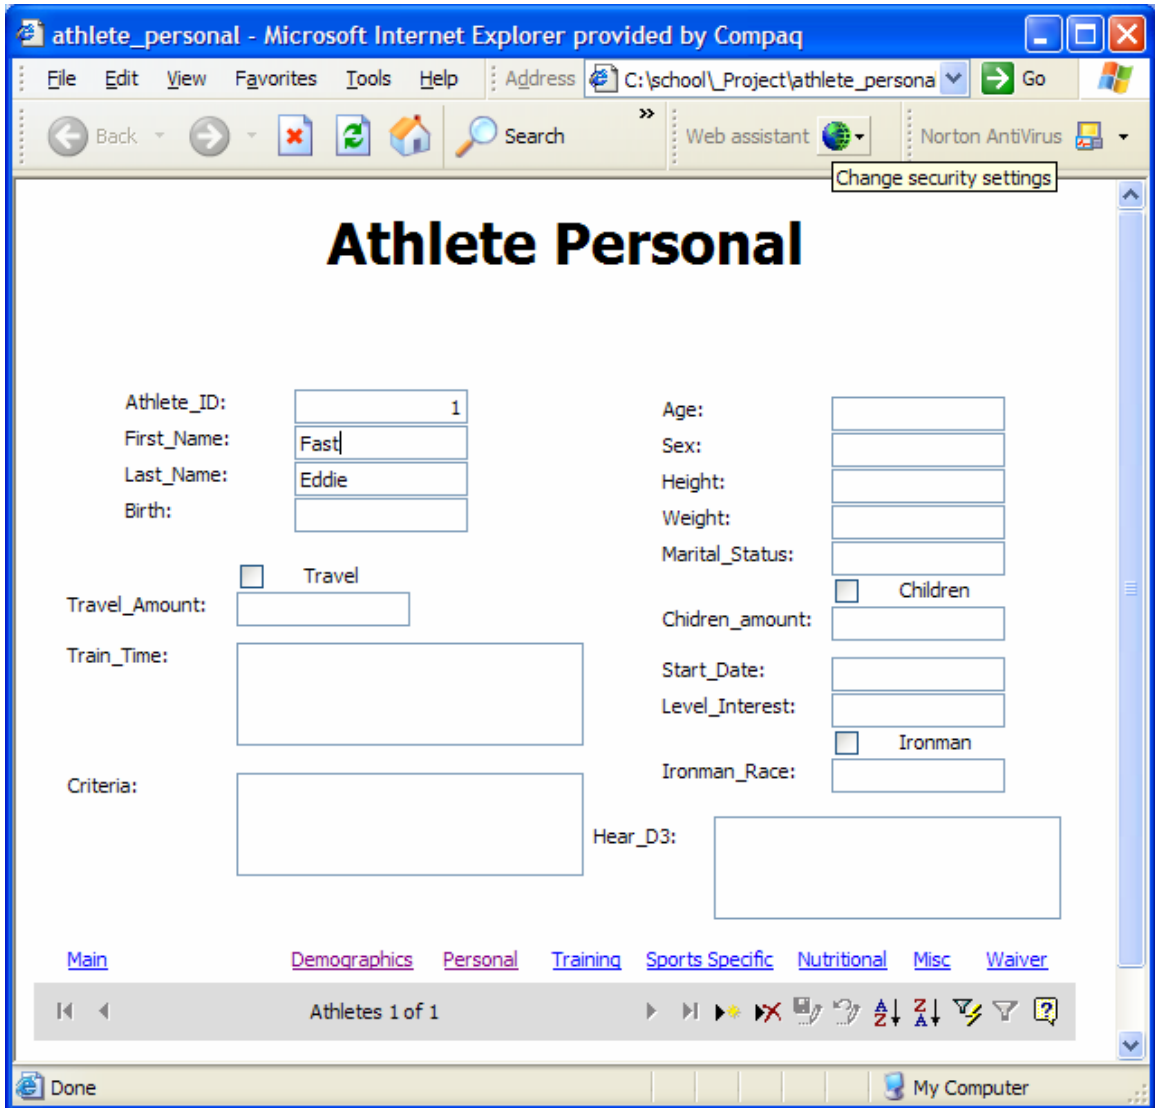 athlete_personal - Microsoft Internet Explorer provided by Compaq
File Edit View Favorites Tools Help Address C:\school\_Project\athlete_persona Go
Back Search » Web assistant Norton AntiVirus
Change security settings
Athlete Personal
Athlete_ID: 1
First_Name: Fast
Last_Name: Eddie
Birth:
Travel
Travel_Amount:
Train_Time:
Criteria:
Age:
Sex:
Height:
Weight:
Marital_Status:
Children
Chidren_amount:
Start_Date:
Level_Interest:
Ironman
Ironman_Race:
Hear_D3:
Main Demographics Personal Training Sports Specific Nutritional Misc Waiver
Athletes 1 of 1
Done My Computer